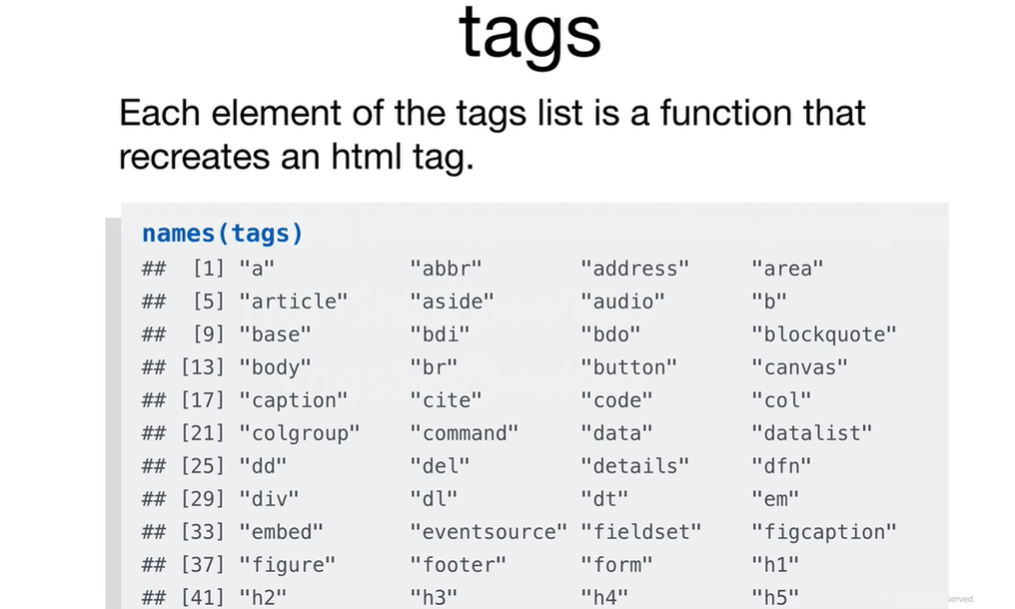 tags
Each element of the tags list is a function that
recreates an html tag.
names(tags)
## [1] "a" "abbr" "address" "area"
## [5] "article" "aside" "audio" "b"
## [9] "base" "bdi" "bdo" "blockquote"
## [13] "body" "br" "button" "canvas"
## [17] "caption" "cite" "code" "col"
## [21] "colgroup" "command" "data" "datalist"
## [25] "dd" "del" "details" "dfn"
## [29] "div" "dl" "dt" "em"
## [33] "embed" "eventsource" "fieldset" "figcaption"
## [37] "figure" "footer" "form" "h1"
## [41] "h2" "h3" "h4" "h5"